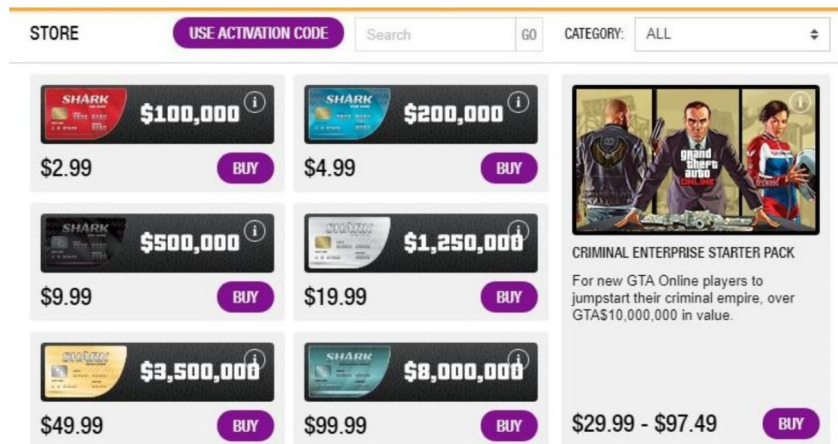 STORE
USE ACTIVATION CODE
Search
GO
CATEGORY:
ALL
SHARK
$100,000
i
$2.99
BUY
SHARK
$200,000
i
$4.99
BUY
SHARK
$500,000
i
$9.99
BUY
SHARK
$1,250,000
i
$19.99
BUY
SHARK
$3,500,000
i
$49.99
BUY
SHARK
$8,000,000
i
$99.99
BUY
i
grand
theft
auto
ONLINE
CRIMINAL ENTERPRISE STARTER PACK
For new GTA Online players to
jumpstart their criminal empire, over
GTA$10,000,000 in value.
$29.99 - $97.49
BUY